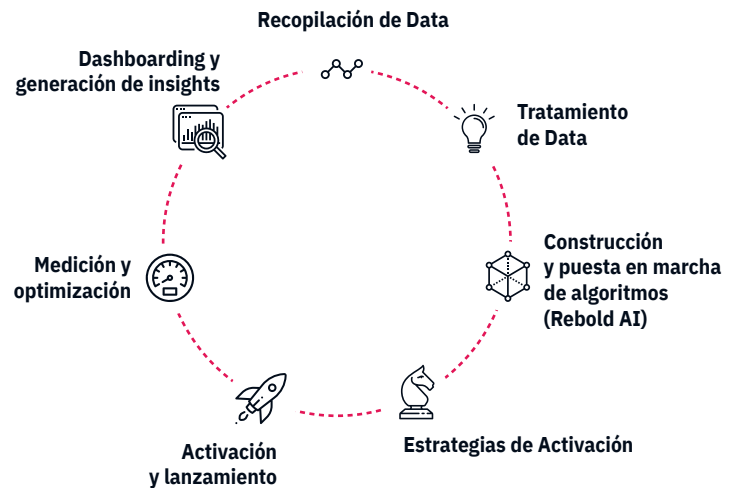 Recopilación de Data
Tratamiento
de Data
Construcción
y puesta en marcha
de algoritmos
(Rebold AI)
Estrategias de Activación
Activación
y lanzamiento
Medición y
optimización
Dashboarding y
generación de insights